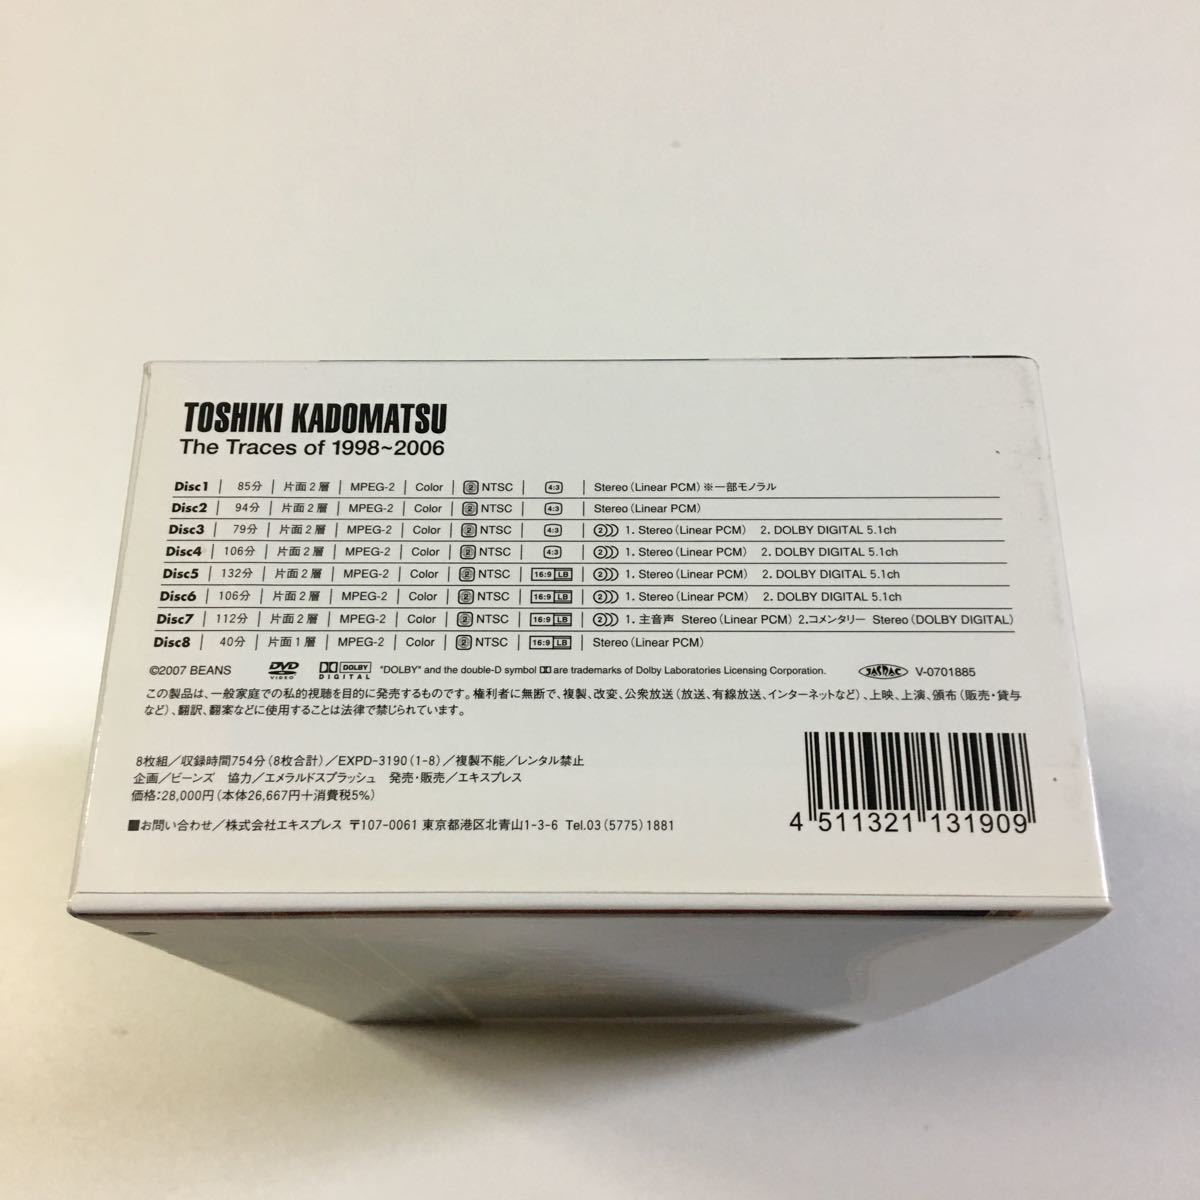 TOSHIKI KADOMATSU
The Traces of 1998~2006
Disc1 | 85分 | 片面2層 | MPEG-2 | Color | 2 NTSC | 4:3 | Stereo (Linear PCM) ※一部モノラル
Disc2 | 94分 | 片面2層 | MPEG-2 | Color | 2 NTSC | 4:3 | Stereo (Linear PCM)
Disc3 | 79分 | 片面2層 | MPEG-2 | Color | 2 NTSC | 4:3 | 2 1. Stereo (Linear PCM) 2. DOLBY DIGITAL 5.1ch
Disc4 | 106分 | 片面2層 | MPEG-2 | Color | 2 NTSC | 4:3 | 2 1. Stereo (Linear PCM) 2. DOLBY DIGITAL 5.1ch
Disc5 | 132分 | 片面2層 | MPEG-2 | Color | 2 NTSC | 16:9 LB | 2 1. Stereo (Linear PCM) 2. DOLBY DIGITAL 5.1ch
Disc6 | 106分 | 片面2層 | MPEG-2 | Color | 2 NTSC | 16:9 LB | 2 1. Stereo (Linear PCM) 2. DOLBY DIGITAL 5.1ch
Disc7 | 112分 | 片面2層 | MPEG-2 | Color | 2 NTSC | 16:9 LB | 2 1. 主音声 Stereo (Linear PCM) 2.コメンタリー Stereo (DOLBY DIGITAL)
Disc8 | 40分 | 片面1層 | MPEG-2 | Color | 2 NTSC | 16:9 LB | Stereo (Linear PCM)
©2007 BEANS DVD VIDEO DOLBY DIGITAL "DOLBY" and the double-D symbol are trademarks of Dolby Laboratories Licensing Corporation. JASRAC V-0701885
この製品は、一般家庭での私的視聴を目的に発売するものです。権利者に無断で、複製、改変、公衆放送(放送、有線放送、インターネットなど)、上映、上演、頒布(販売・貸与
など)、翻訳、翻案などに使用することは法律で禁じられています。
8枚組／収録時間754分(8枚合計)／EXPD-3190(1-8)／複製不能／レンタル禁止
企画／ビーンズ 協力／エメラルドスプラッシュ 発売・販売／エキスプレス
価格:28,000円(本体26,667円＋消費税5%)
■お問い合わせ／株式会社エキスプレス 〒107-0061 東京都港区北青山1-3-6 Tel.03(5775)1881
4 511321 131909